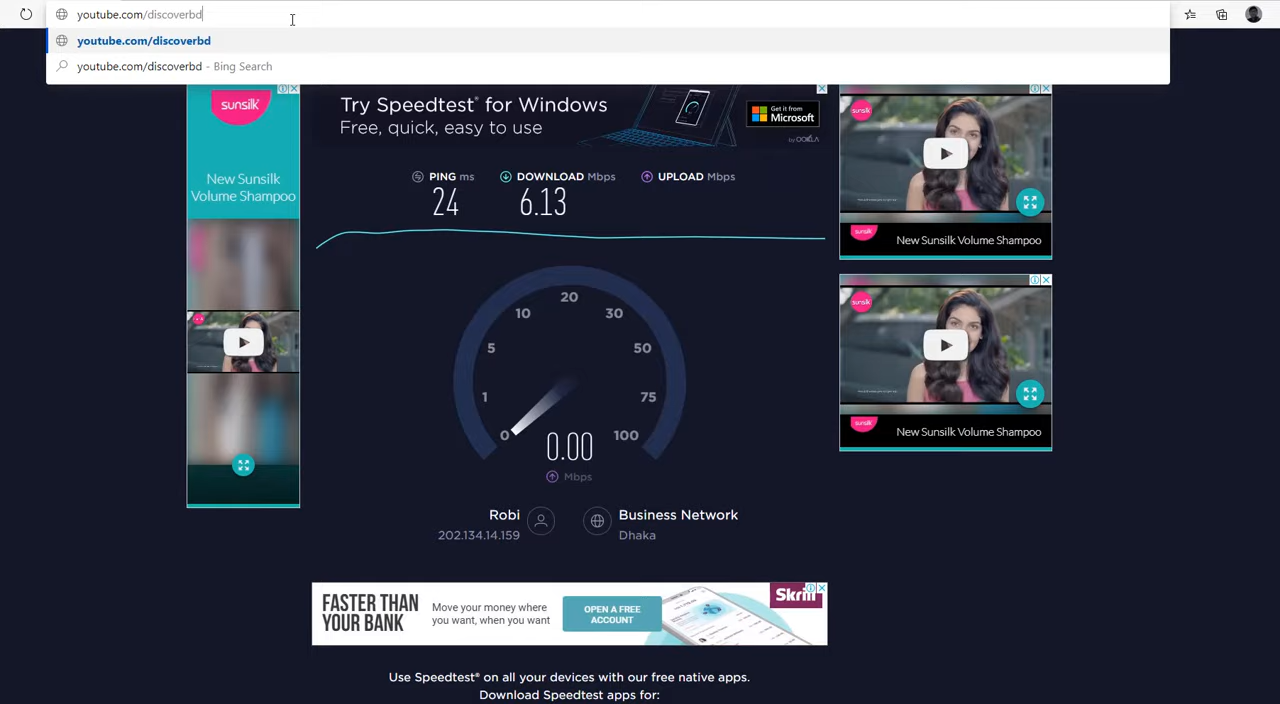 youtube.com/discoverbd
youtube.com/discoverbd
youtube.com/discoverbd - Bing Search
sunsilk
New Sunsilk
Volume Shampoo
Try Speedtest® for Windows
Free, quick, easy to use
Get it from
Microsoft
by OOKLA
PING ms
24
DOWNLOAD Mbps
6.13
UPLOAD Mbps
0
1
5
10
20
30
50
75
100
0.00
Mbps
Robi
202.134.14.159
Business Network
Dhaka
sunsilk
New Sunsilk Volume Shampoo
sunsilk
New Sunsilk Volume Shampoo
FASTER THAN
YOUR BANK
Move your money where
you want, when you want
OPEN A FREE
ACCOUNT
Skrill
Use Speedtest® on all your devices with our free native apps.
Download Speedtest apps for: